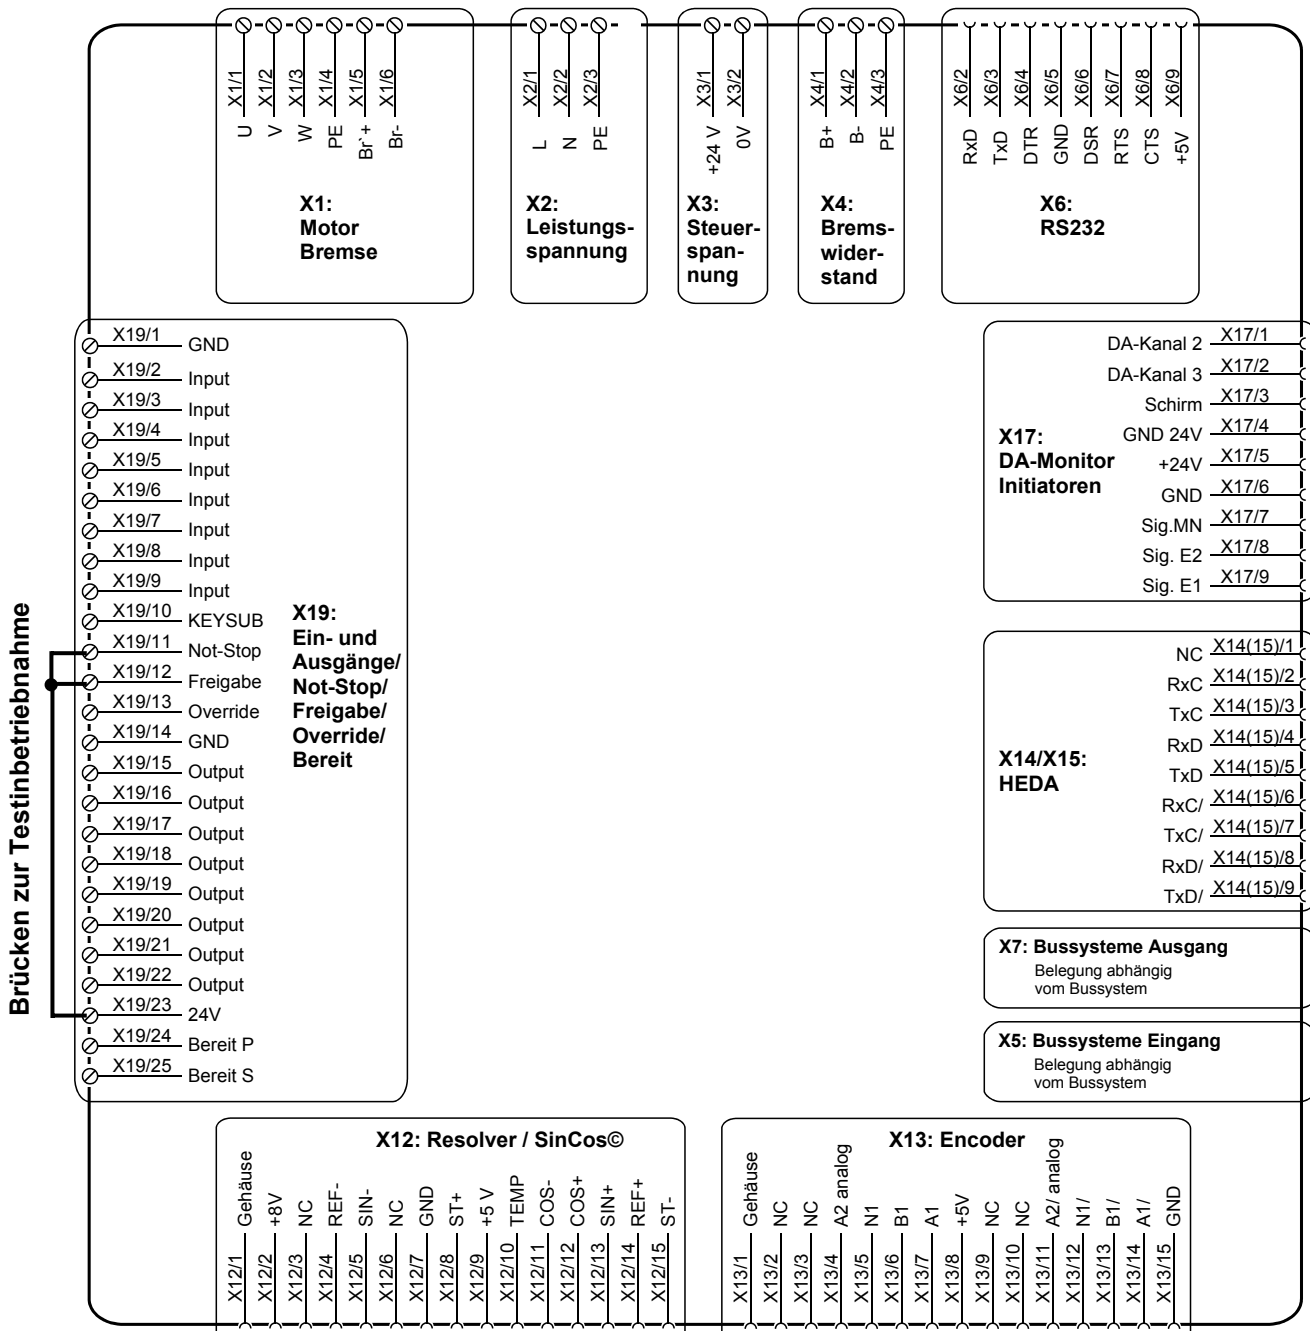 X1/1 X1/2 X1/3 X1/4 X1/5 X1/6
U V W PE Br`+ Br-
X1:
Motor
Bremse
X2/1 X2/2 X2/3
L N PE
X2:
Leistungs-
spannung
X3/1 X3/2
+24 V 0V
X3:
Steuer-
span-
nung
X4/1 X4/2 X4/3
B+ B- PE
X4:
Brems-
wider-
stand
X6/2 X6/3 X6/4 X6/5 X6/6 X6/7 X6/8 X6/9
RxD TxD DTR GND DSR RTS CTS +5V
X6:
RS232
Brücken zur Testinbetriebnahme
X19/1 GND
X19/2 Input
X19/3 Input
X19/4 Input
X19/5 Input
X19/6 Input
X19/7 Input
X19/8 Input
X19/9 Input
X19/10 KEYSUB
X19/11 Not-Stop
X19/12 Freigabe
X19/13 Override
X19/14 GND
X19/15 Output
X19/16 Output
X19/17 Output
X19/18 Output
X19/19 Output
X19/20 Output
X19/21 Output
X19/22 Output
X19/23 24V
X19/24 Bereit P
X19/25 Bereit S
X19:
Ein- und
Ausgänge/
Not-Stop/
Freigabe/
Override/
Bereit
X17:
DA-Monitor
Initiatoren
DA-Kanal 2 X17/1
DA-Kanal 3 X17/2
Schirm X17/3
GND 24V X17/4
+24V X17/5
GND X17/6
Sig.MN X17/7
Sig. E2 X17/8
Sig. E1 X17/9
X14/X15:
HEDA
NC X14(15)/1
RxC X14(15)/2
TxC X14(15)/3
RxD X14(15)/4
TxD X14(15)/5
RxC/ X14(15)/6
TxC/ X14(15)/7
RxD/ X14(15)/8
TxD/ X14(15)/9
X7: Bussysteme Ausgang
Belegung abhängig
vom Bussystem
X5: Bussysteme Eingang
Belegung abhängig
vom Bussystem
X12: Resolver / SinCos©
Gehäuse +8V NC REF- SIN- NC GND ST+ +5 V TEMP COS- COS+ SIN+ REF+ ST-
X12/1 X12/2 X12/3 X12/4 X12/5 X12/6 X12/7 X12/8 X12/9 X12/10 X12/11 X12/12 X12/13 X12/14 X12/15
X13: Encoder
Gehäuse NC NC A2 analog N1 B1 A1 +5V NC NC A2/ analog N1/ B1/ A1/ GND
X13/1 X13/2 X13/3 X13/4 X13/5 X13/6 X13/7 X13/8 X13/9 X13/10 X13/11 X13/12 X13/13 X13/14 X13/15